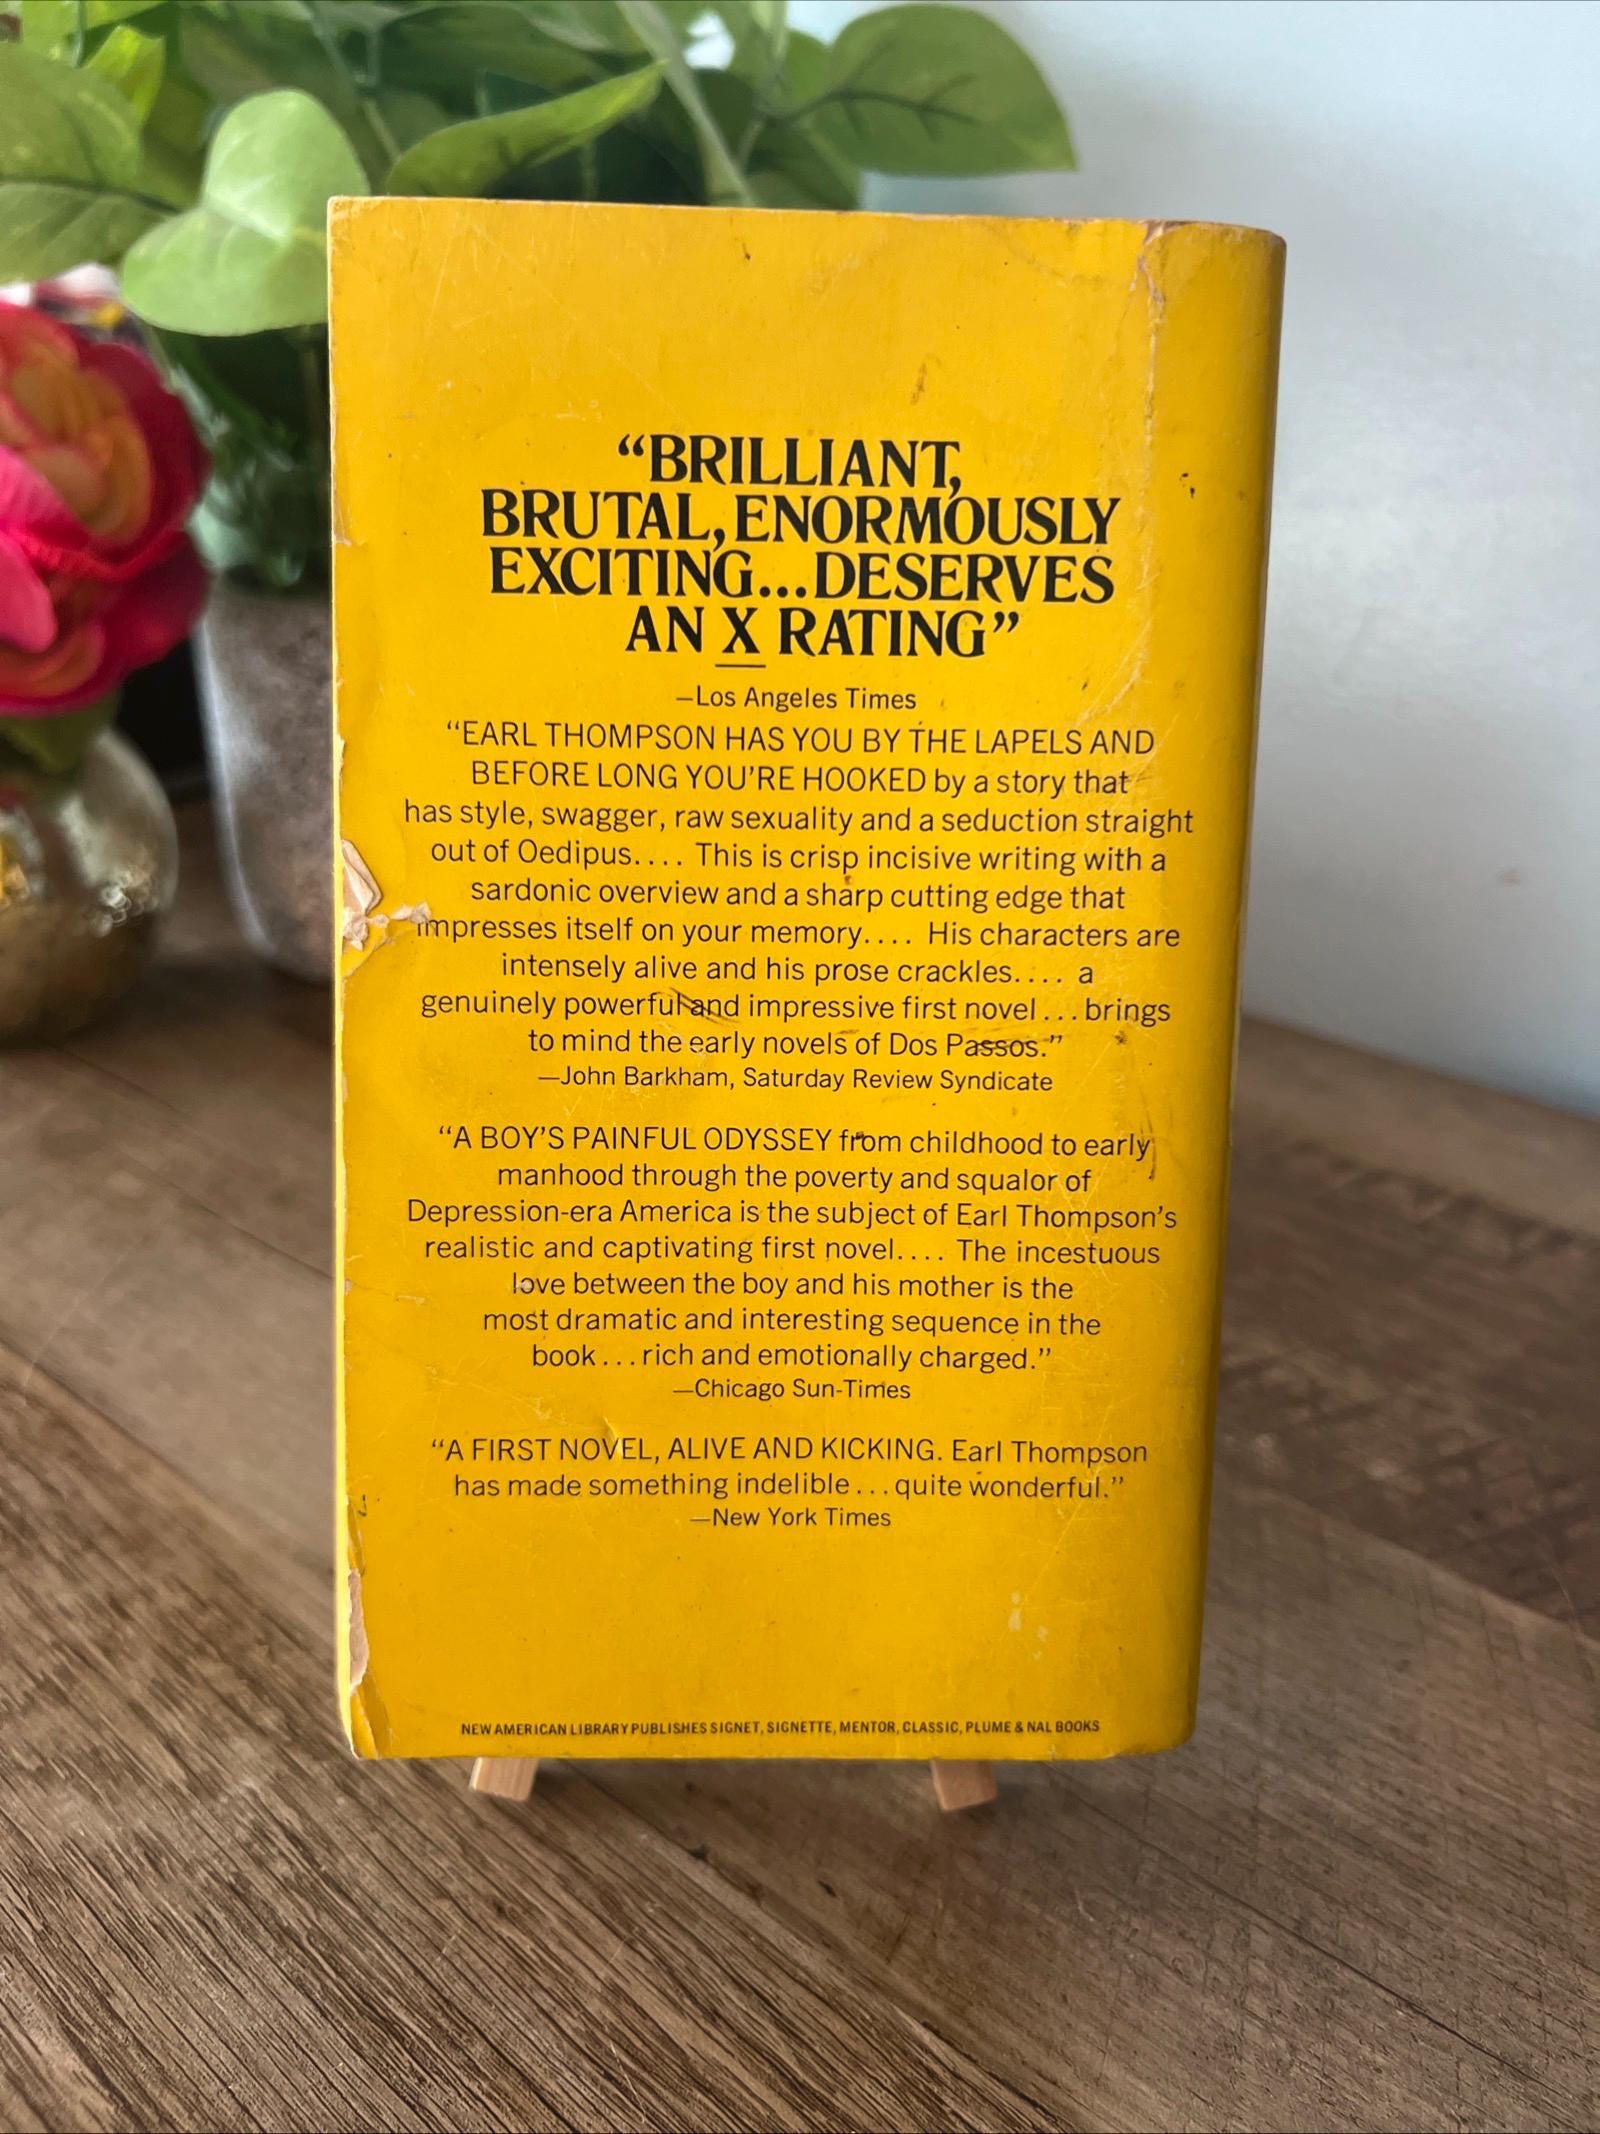 “BRILLIANT,
BRUTAL, ENORMOUSLY
EXCITING...DESERVES
AN X RATING”
—Los Angeles Times
“EARL THOMPSON HAS YOU BY THE LAPELS AND
BEFORE LONG YOU’RE HOOKED by a story that
has style, swagger, raw sexuality and a seduction straight
out of Oedipus.... This is crisp incisive writing with a
sardonic overview and a sharp cutting edge that
impresses itself on your memory.... His characters are
intensely alive and his prose crackles.... a
genuinely powerful and impressive first novel...brings
to mind the early novels of Dos Passos.”
—John Barkham, Saturday Review Syndicate
“A BOY’S PAINFUL ODYSSEY from childhood to early
manhood through the poverty and squalor of
Depression-era America is the subject of Earl Thompson’s
realistic and captivating first novel.... The incestuous
love between the boy and his mother is the
most dramatic and interesting sequence in the
book...rich and emotionally charged.”
—Chicago Sun-Times
“A FIRST NOVEL, ALIVE AND KICKING. Earl Thompson
has made something indelible...quite wonderful.”
—New York Times
NEW AMERICAN LIBRARY PUBLISHES SIGNET, SIGNETTE, MENTOR, CLASSIC, PLUME & NAL BOOKS